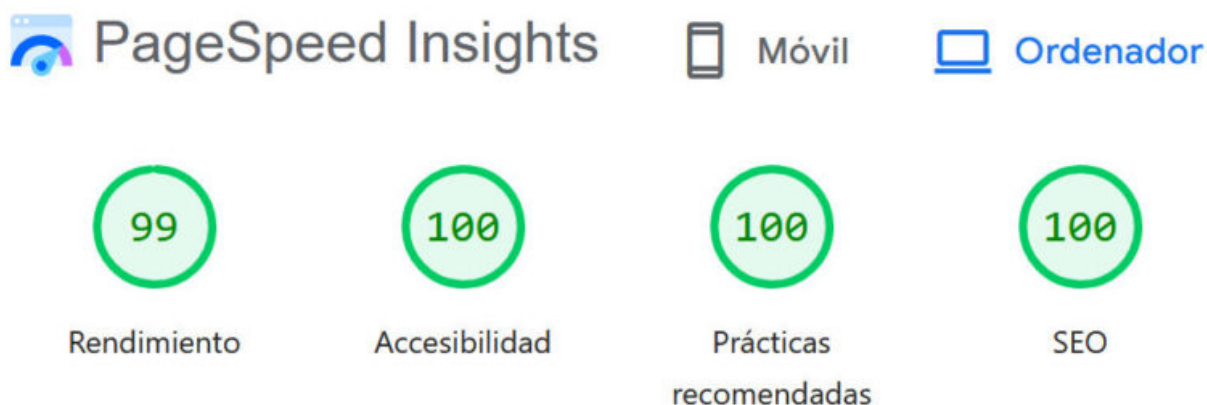 PageSpeed Insights
Móvil
Ordenador
99
100
100
100
Rendimiento
Accesibilidad
Prácticas
recomendadas
SEO